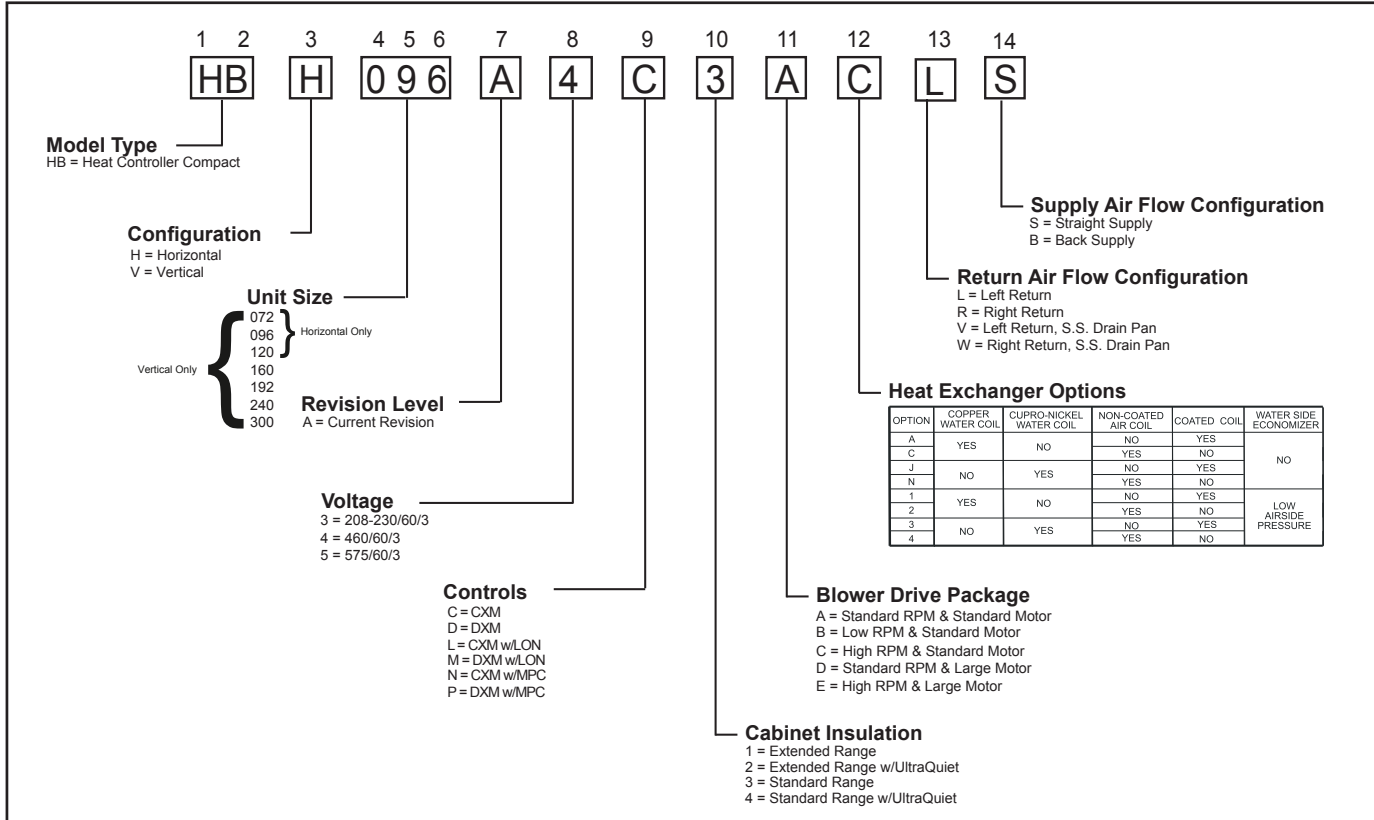 1 2 3 4 5 6 7 8 9 10 11 12 13 14
HB H 0 9 6 A 4 C 3 A C L S
Model Type
HB = Heat Controller Compact
Configuration
H = Horizontal
V = Vertical
Unit Size
072
096
120
160
192
240
300
Horizontal Only
Vertical Only
Revision Level
A = Current Revision
Voltage
3 = 208-230/60/3
4 = 460/60/3
5 = 575/60/3
Controls
C = CXM
D = DXM
L = CXM w/LON
M = DXM w/LON
N = CXM w/MPC
P = DXM w/MPC
Supply Air Flow Configuration
S = Straight Supply
B = Back Supply
Return Air Flow Configuration
L = Left Return
R = Right Return
V = Left Return, S.S. Drain Pan
W = Right Return, S.S. Drain Pan
Heat Exchanger Options
OPTION COPPER WATER COIL CUPRO-NICKEL WATER COIL NON-COATED AIR COIL COATED COIL WATER SIDE ECONOMIZER
A YES NO NO YES NO
C YES NO
J NO YES NO YES
N YES NO
1 YES NO NO YES LOW AIRSIDE PRESSURE
2 YES NO
3 NO YES NO YES
4 YES NO
Blower Drive Package
A = Standard RPM & Standard Motor
B = Low RPM & Standard Motor
C = High RPM & Standard Motor
D = Standard RPM & Large Motor
E = High RPM & Large Motor
Cabinet Insulation
1 = Extended Range
2 = Extended Range w/UltraQuiet
3 = Standard Range
4 = Standard Range w/UltraQuiet